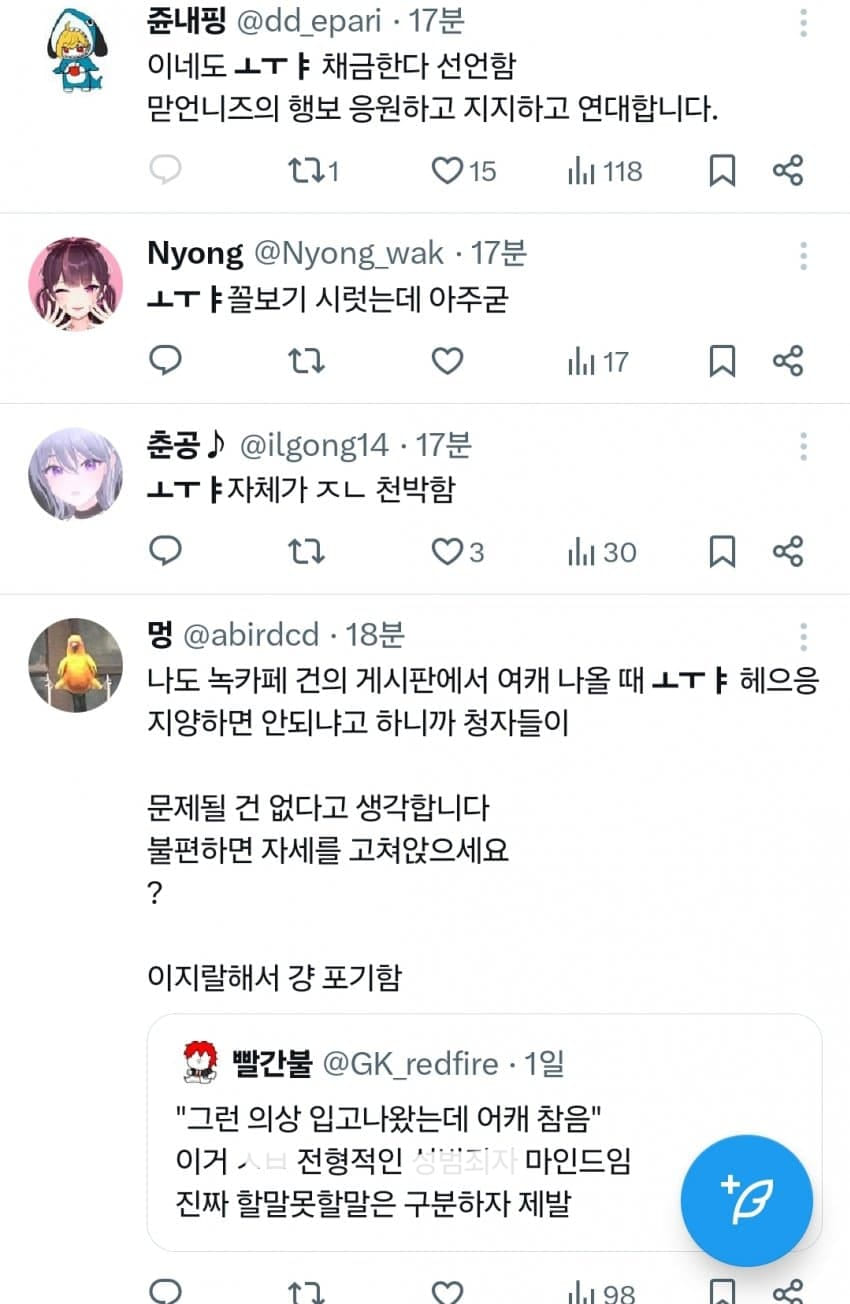 쥰내핑 @dd_epari · 17분
이네도 ㅗㅜㅑ 채금한다 선언함
맏언니즈의 행보 응원하고 지지하고 연대합니다.
1 15 118
Nyong @Nyong_wak · 17분
ㅗㅜㅑ꼴보기 시럿는데 아주굳
17
춘공♪ @ilgong14 · 17분
ㅗㅜㅑ자체가 ㅈㄴ 천박함
3 30
멍 @abirdcd · 18분
나도 녹카페 건의 게시판에서 여캐 나올 때 ㅗㅜㅑ 헤으응
지양하면 안되냐고 하니까 청자들이
문제될 건 없다고 생각합니다
불편하면 자세를 고쳐앉으세요
?
이지랄해서 걍 포기함
빨간불 @GK_redfire · 1일
"그런 의상 입고나왔는데 어캐 참음"
이거 ㅅㅂ 전형적인 성범죄자 마인드임
진짜 할말못할말은 구분하자 제발
98